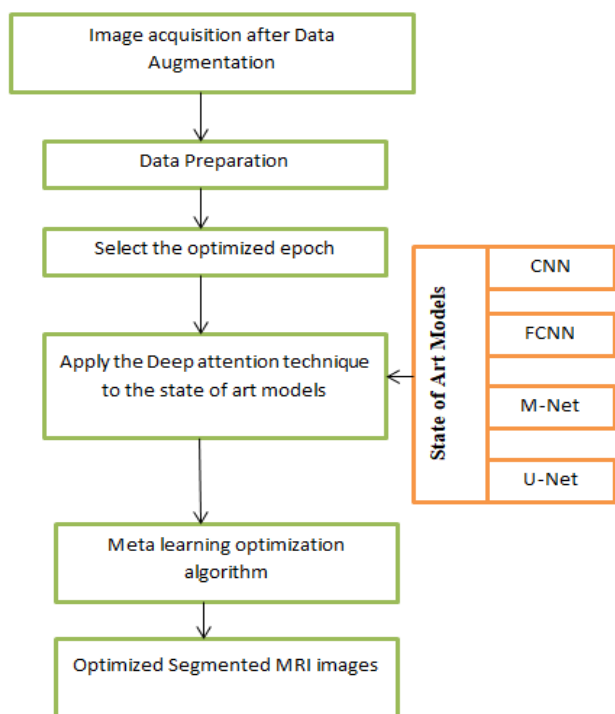 Image acquisition after Data
Augmentation
Data Preparation
Select the optimized epoch
Apply the Deep attention technique
to the state of art models
State of Art Models
CNN
FCNN
M-Net
U-Net
Meta learning optimization
algorithm
Optimized Segmented MRI images